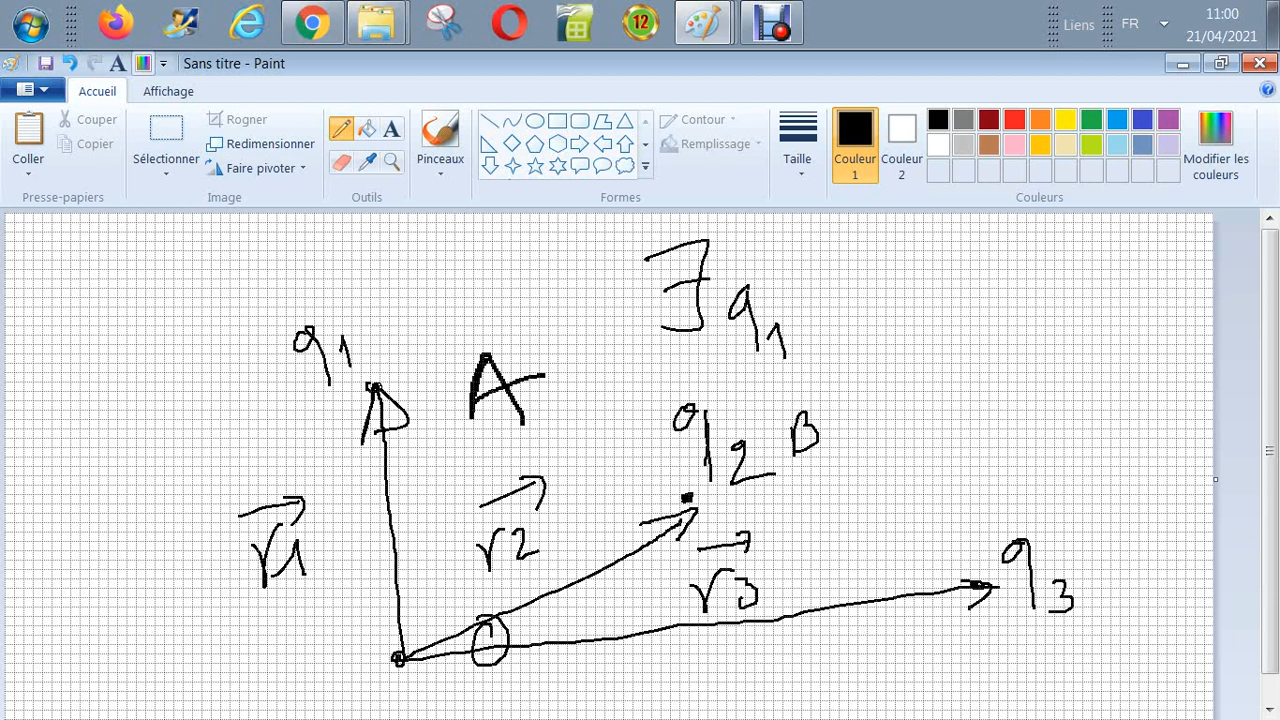 11:00
Liens
FR
21/04/2021
12
Sans titre - Paint
Accueil Affichage
Coller
Couper
Copier
Sélectionner
Rogner
Redimensionner
Faire pivoter
Pinceaux
Contour
Remplissage
Taille
Couleur 1
Couleur 2
Modifier les couleurs
Presse-papiers
Image
Outils
Formes
Couleurs
q1
q1
A
q2 B
r1
r2
r3
q3